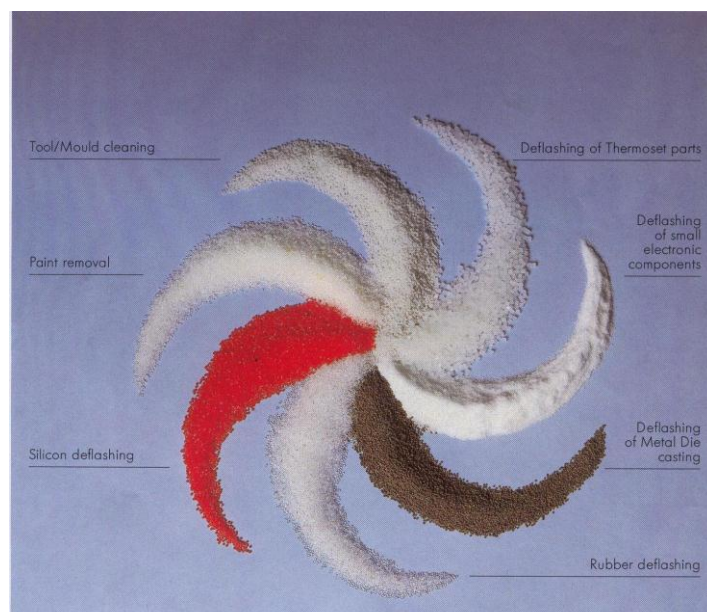 Tool/Mould cleaning
Deflashing of Thermoset parts
Deflashing
of small
electronic
components
Paint removal
Silicon deflashing
Deflashing
of Metal Die
casting
Rubber deflashing